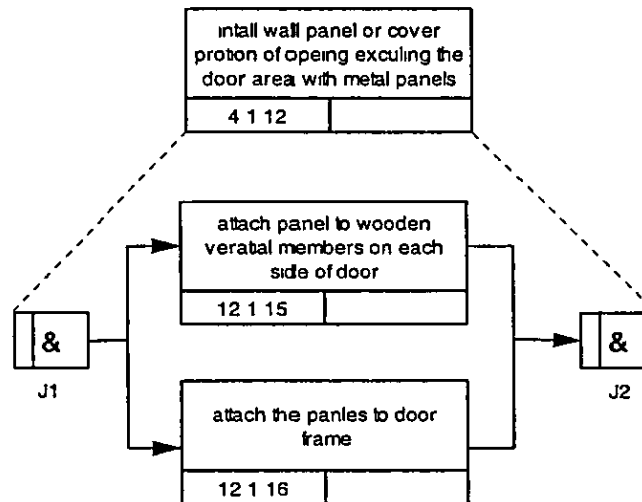 intall wall panel or cover
protion of opeing exculing the
door area with metal panels
4 1 12
attach panel to wooden
veratial members on each
side of door
12 1 15
&
J1
&
J2
attach the panles to door
frame
12 1 16